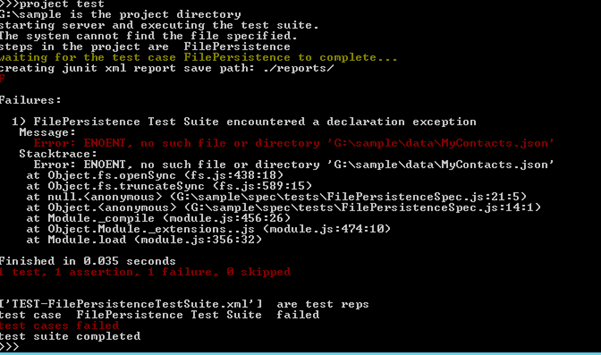 >>>project test
G:\sample is the project directory
starting server and executing the test suite.
The system cannot find the file specified.
steps in the project are  FilePersistence
waiting for the test case FilePersistence to complete...
creating junit xml report save path: ./reports/
F
Failures:
1) FilePersistence Test Suite encountered a declaration exception
Message:
Error: ENOENT, no such file or directory 'G:\sample\data\MyContacts.json'
Stacktrace:
Error: ENOENT, no such file or directory 'G:\sample\data\MyContacts.json'
at Object.fs.openSync (fs.js:438:18)
at Object.fs.truncateSync (fs.js:589:15)
at null.<anonymous> (G:\sample\spec\tests\FilePersistenceSpec.js:21:5)
at Object.<anonymous> (G:\sample\spec\tests\FilePersistenceSpec.js:14:1)
at Module._compile (module.js:456:26)
at Object.Module._extensions..js (module.js:474:10)
at Module.load (module.js:356:32)
Finished in 0.035 seconds
1 test, 1 assertion, 1 failure, 0 skipped
['TEST-FilePersistenceTestSuite.xml']  are test reps
test case  FilePersistence Test Suite  failed
test cases failed
test suite completed
>>>